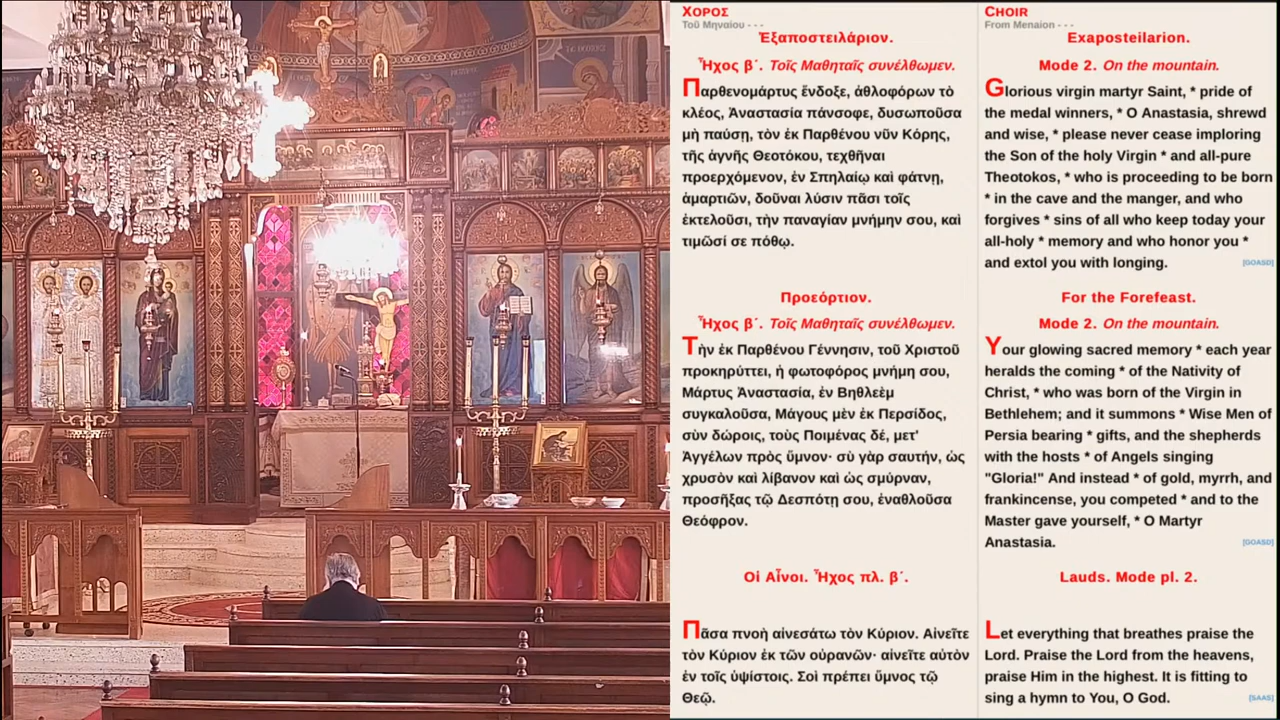 ΧΟΡΟΣ
Τοῦ Μηναίου - - -
Ἐξαποστειλάριον.
Ἦχος β΄. Τοῖς Μαθηταῖς συνέλθωμεν.
Παρθενομάρτυς ἔνδοξε, ἀθλοφόρων τὸ
κλέος, Ἀναστασία πάνσοφε, δυσωποῦσα
μὴ παύσῃ, τὸν ἐκ Παρθένου νῦν Κόρης,
τῆς ἁγνῆς Θεοτόκου, τεχθῆναι
προερχόμενον, ἐν Σπηλαίῳ καὶ φάτνῃ,
ἁμαρτιῶν, δοῦναι λύσιν πᾶσι τοῖς
ἐκτελοῦσι, τὴν παναγίαν μνήμην σου, καὶ
τιμῶσί σε πόθῳ.
Προεόρτιον.
Ἦχος β΄. Τοῖς Μαθηταῖς συνέλθωμεν.
Τὴν ἐκ Παρθένου Γέννησιν, τοῦ Χριστοῦ
προκηρύττει, ἡ φωτοφόρος μνήμη σου,
Μάρτυς Ἀναστασία, ἐν Βηθλεὲμ
συγκαλοῦσα, Μάγους μὲν ἐκ Περσίδος,
σὺν δώροις, τοὺς Ποιμένας δέ, μετ'
Ἀγγέλων πρὸς ὕμνον· σὺ γὰρ σαυτήν, ὡς
χρυσὸν καὶ λίβανον καὶ ὡς σμύρναν,
προσῆξας τῷ Δεσπότῃ σου, ἐναθλοῦσα
Θεόφρον.
Οἱ Αἶνοι. Ἦχος πλ. β΄.
Πᾶσα πνοὴ αἰνεσάτω τὸν Κύριον. Αἰνεῖτε
τὸν Κύριον ἐκ τῶν οὐρανῶν· αἰνεῖτε αὐτὸν
ἐν τοῖς ὑψίστοις. Σοὶ πρέπει ὕμνος τῷ
Θεῷ.
CHOIR
From Menaion - - -
Exaposteilarion.
Mode 2. On the mountain.
Glorious virgin martyr Saint, * pride of
the medal winners, * O Anastasia, shrewd
and wise, * please never cease imploring
the Son of the holy Virgin * and all-pure
Theotokos, * who is proceeding to be born
* in the cave and the manger, and who
forgives * sins of all who keep today your
all-holy * memory and who honor you *
and extol you with longing. [GOASD]
For the Forefeast.
Mode 2. On the mountain.
Your glowing sacred memory * each year
heralds the coming * of the Nativity of
Christ, * who was born of the Virgin in
Bethlehem; and it summons * Wise Men of
Persia bearing * gifts, and the shepherds
with the hosts * of Angels singing
"Gloria!" And instead * of gold, myrrh, and
frankincense, you competed * and to the
Master gave yourself, * O Martyr
Anastasia. [GOASD]
Lauds. Mode pl. 2.
Let everything that breathes praise the
Lord. Praise the Lord from the heavens,
praise Him in the highest. It is fitting to
sing a hymn to You, O God. [SAAS]